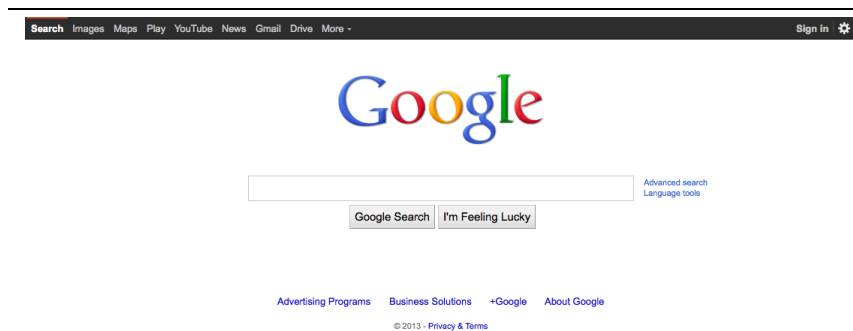 Search Images Maps Play YouTube News Gmail Drive More Sign in
Google
Advanced search
Language tools
Google Search I'm Feeling Lucky
Advertising Programs Business Solutions +Google About Google
© 2013 - Privacy & Terms